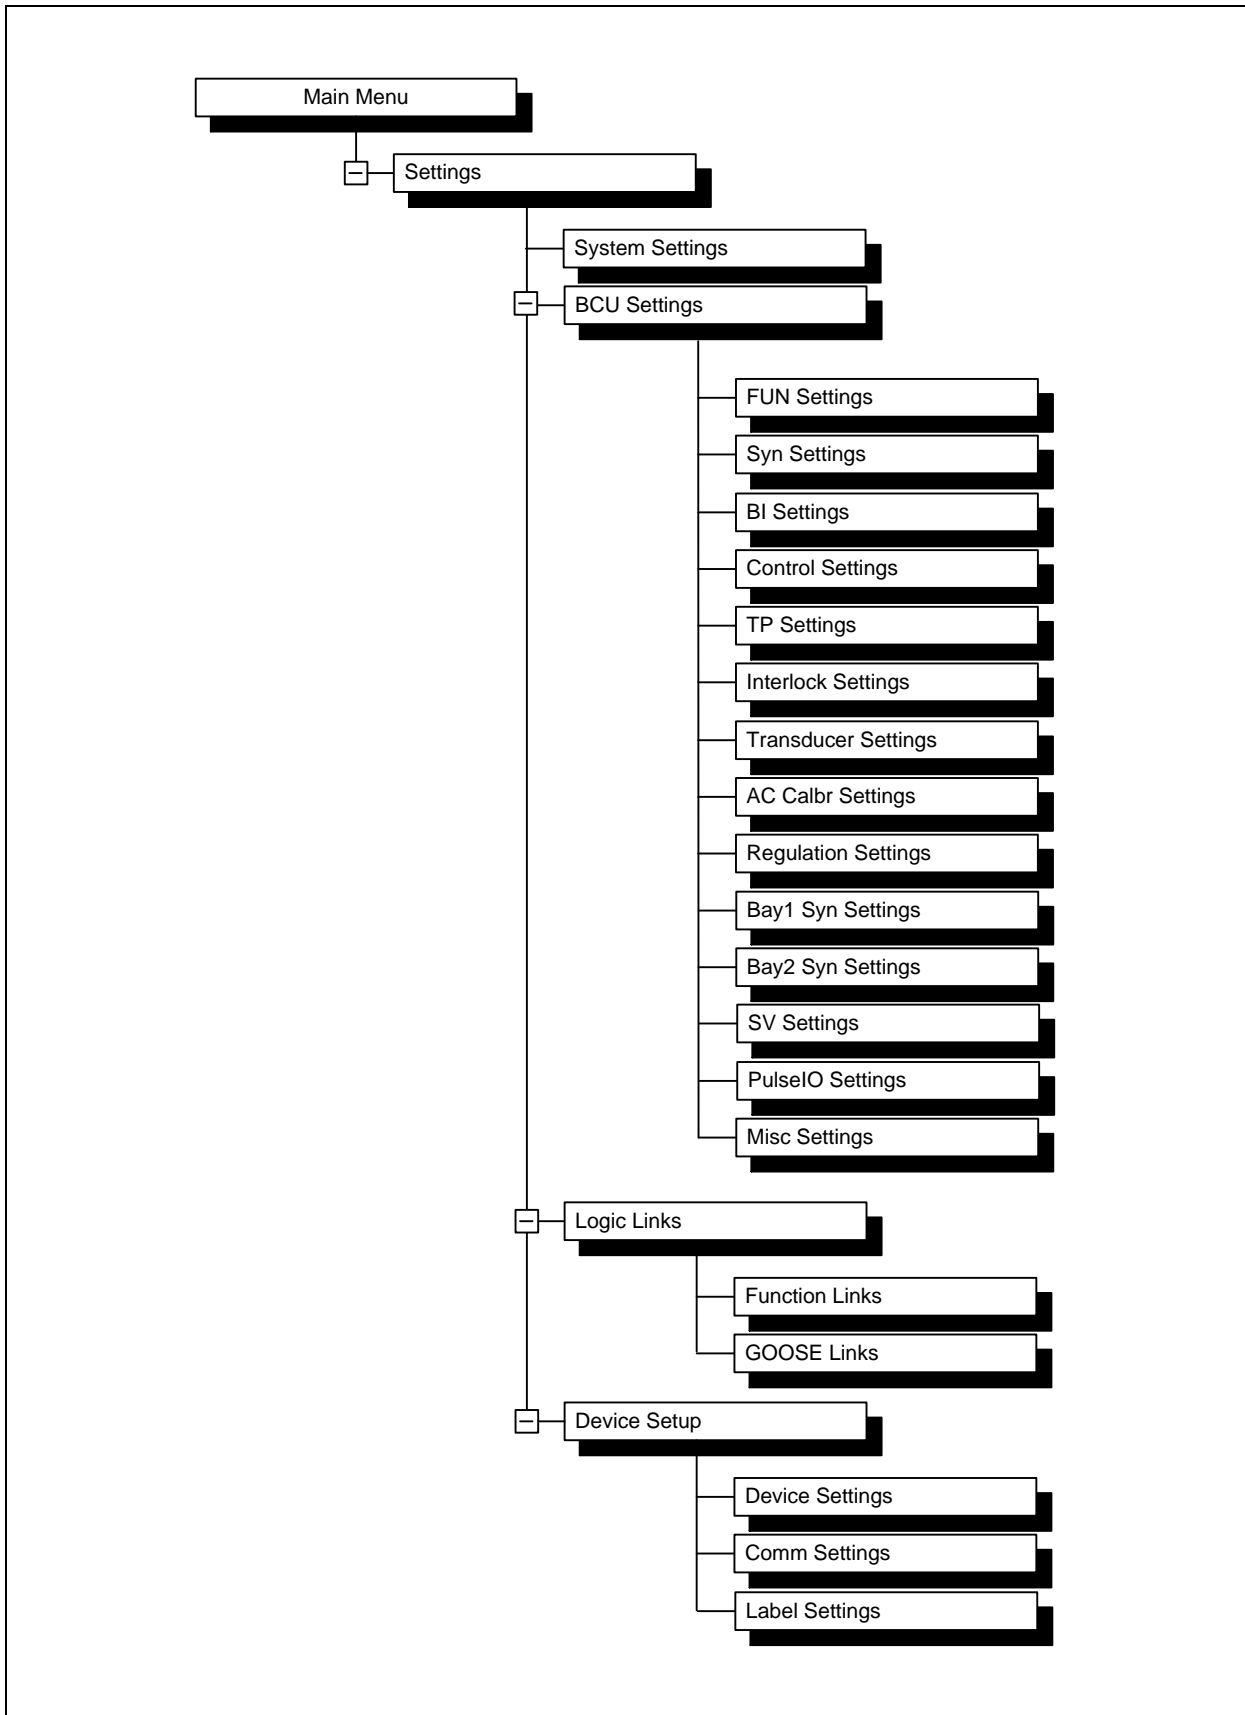 Main Menu
Settings
System Settings
BCU Settings
FUN Settings
Syn Settings
BI Settings
Control Settings
TP Settings
Interlock Settings
Transducer Settings
AC Calbr Settings
Regulation Settings
Bay1 Syn Settings
Bay2 Syn Settings
SV Settings
PulseIO Settings
Misc Settings
Logic Links
Function Links
GOOSE Links
Device Setup
Device Settings
Comm Settings
Label Settings